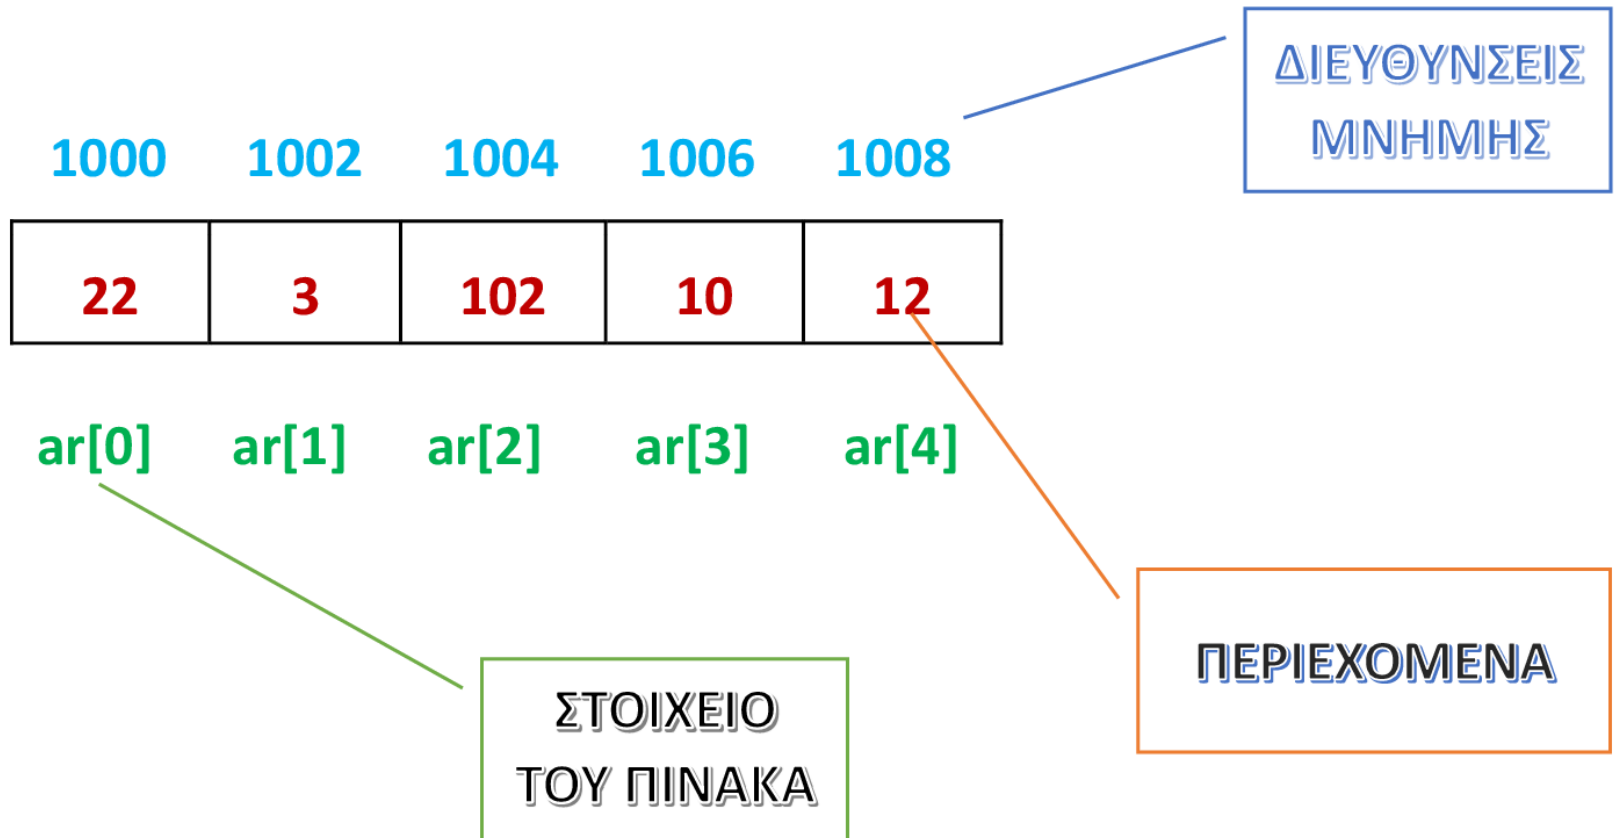 ΔΙΕΥΘΥΝΣΕΙΣ
ΜΝΗΜΗΣ
1000 1002 1004 1006 1008
22 3 102 10 12
ar[0] ar[1] ar[2] ar[3] ar[4]
ΠΕΡΙΕΧΟΜΕΝΑ
ΣΤΟΙΧΕΙΟ
ΤΟΥ ΠΙΝΑΚΑ